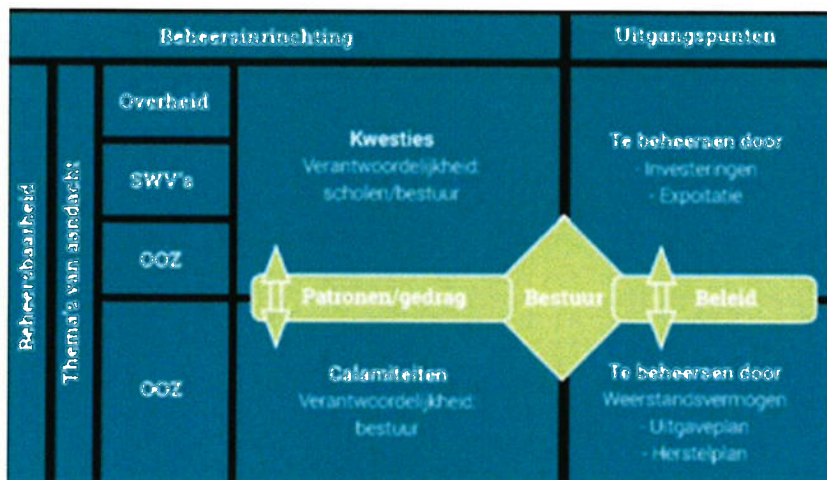 Beheersinrichting
Uitgangspunten
Beheersbaarheid
Thema's van aandacht
Overheid
SWV's
OOZ
OOZ
Kwesties
Verantwoordelijkheid:
scholen/bestuur
Te beheersen door
- Investeringen
- Expoitatie
Patronen/gedrag
Bestuur
Beleid
Calamiteiten
Verantwoordelijkheid:
bestuur
Te beheersen door
Weerstandsvermogen
- Uitgaveplan
- Herstelplan